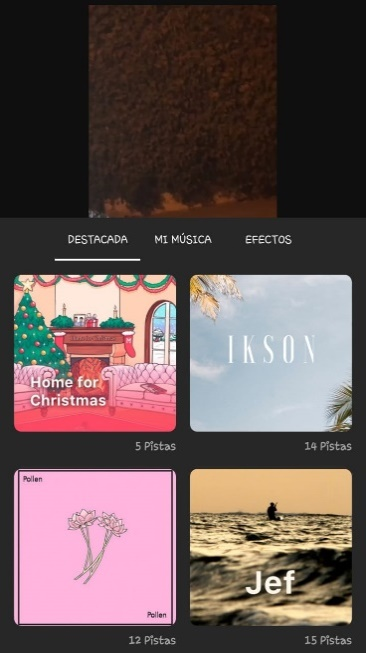 DESTACADA MI MÚSICA EFECTOS
Home for
Christmas
IKSON
5 Pistas
14 Pistas
Pollen
Pollen
Jef
12 Pistas
15 Pistas